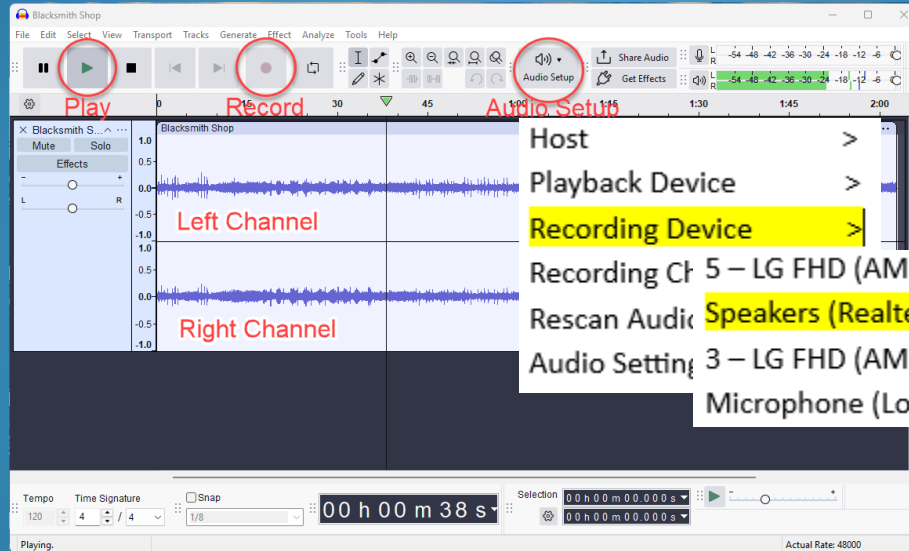 Blacksmith Shop
File Edit Select View Transport Tracks Generate Effect Analyze Tools Help
Audio Setup
Share Audio
Get Effects
L
R
-54 -48 -42 -36 -30 -24 -18 -12 -6 0
L
R
-54 -48 -42 -36 -30 -24 -18 -12 -6 0
Play
Record
Audio Setup
0 15 30 45 1:00 1:15 1:30 1:45 2:00
Blacksmith S...
Mute Solo
Effects
- +
L R
Blacksmith Shop
1.0
0.5
0.0
-0.5
-1.0
Left Channel
1.0
0.5
0.0
-0.5
-1.0
Right Channel
Host >
Playback Device >
Recording Device >
Recording Ch
Rescan Audio
Audio Setting
5 – LG FHD (AM
Speakers (Realte
3 – LG FHD (AM
Microphone (Lo
Tempo
120
Time Signature
4 / 4
Snap
1/8
00 h 00 m 38 s
Selection
00 h 00 m 00.000 s
00 h 00 m 00.000 s
Playing.
Actual Rate: 48000